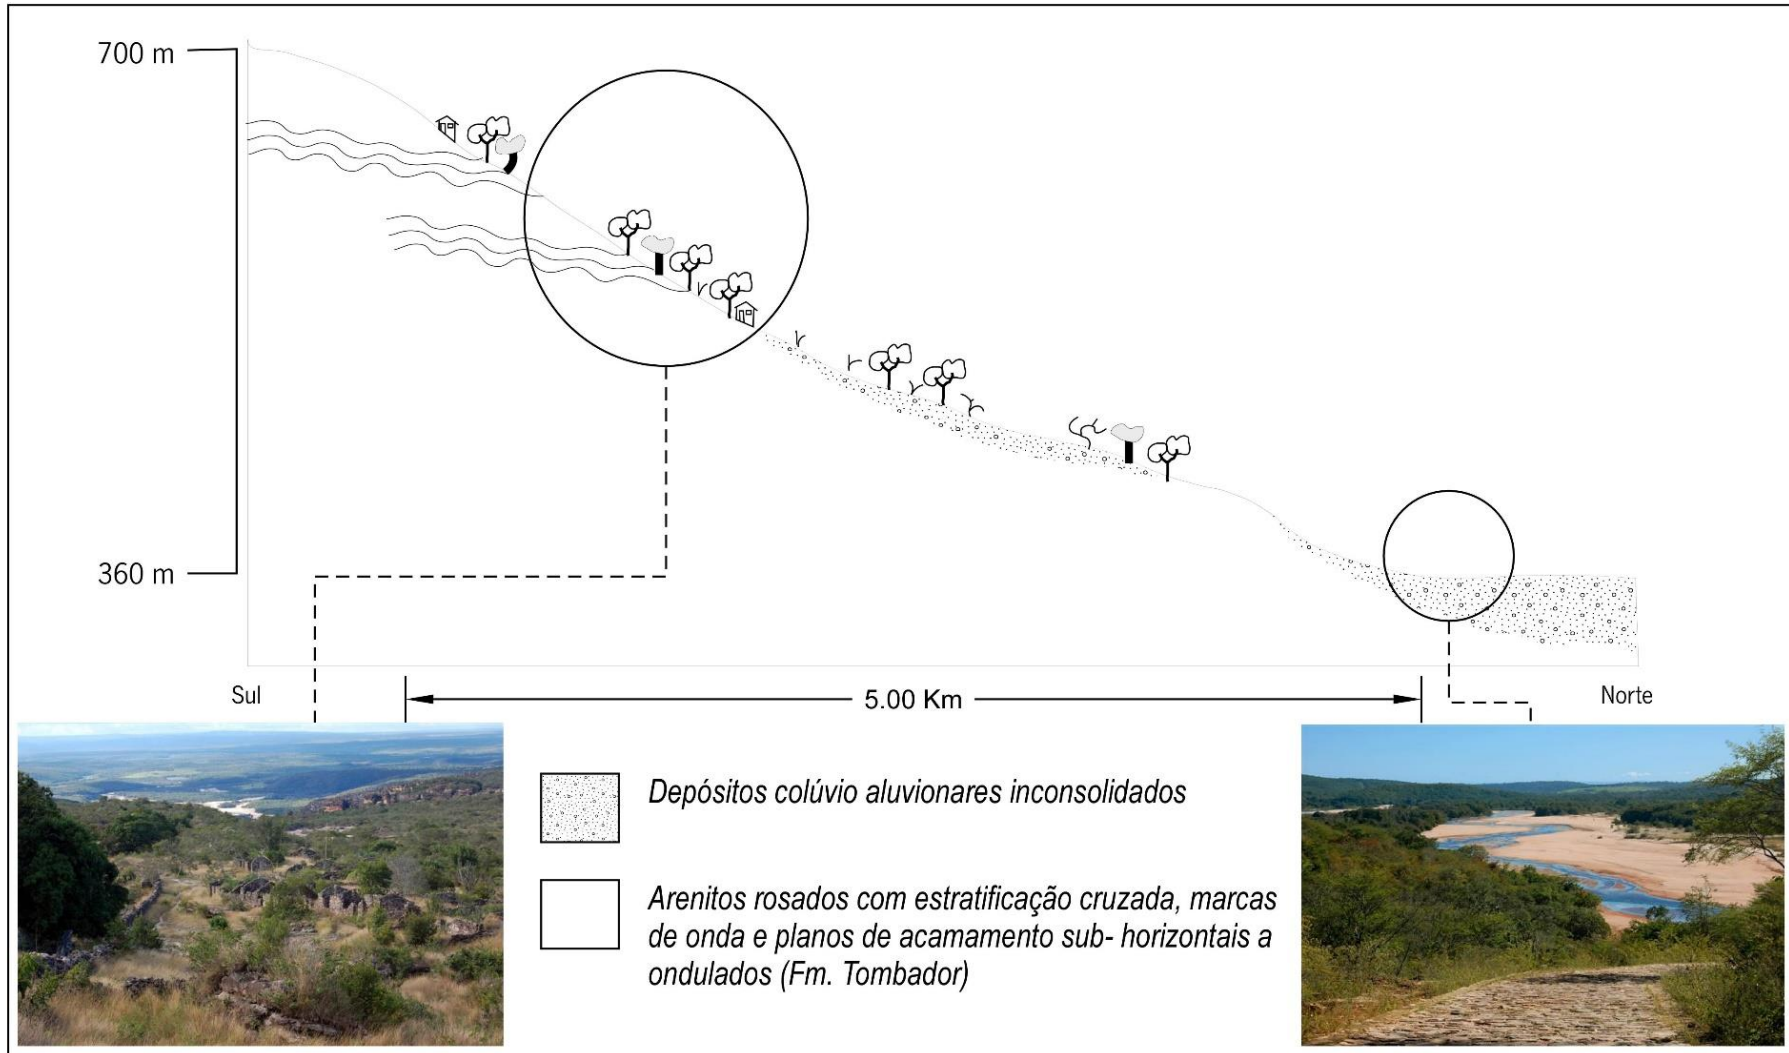 700 m
360 m
Sul
5.00 Km
Norte
Depósitos colúvio aluvionares inconsolidados
Arenitos rosados com estratificação cruzada, marcas
de onda e planos de acamamento sub- horizontais a
ondulados (Fm. Tombador)